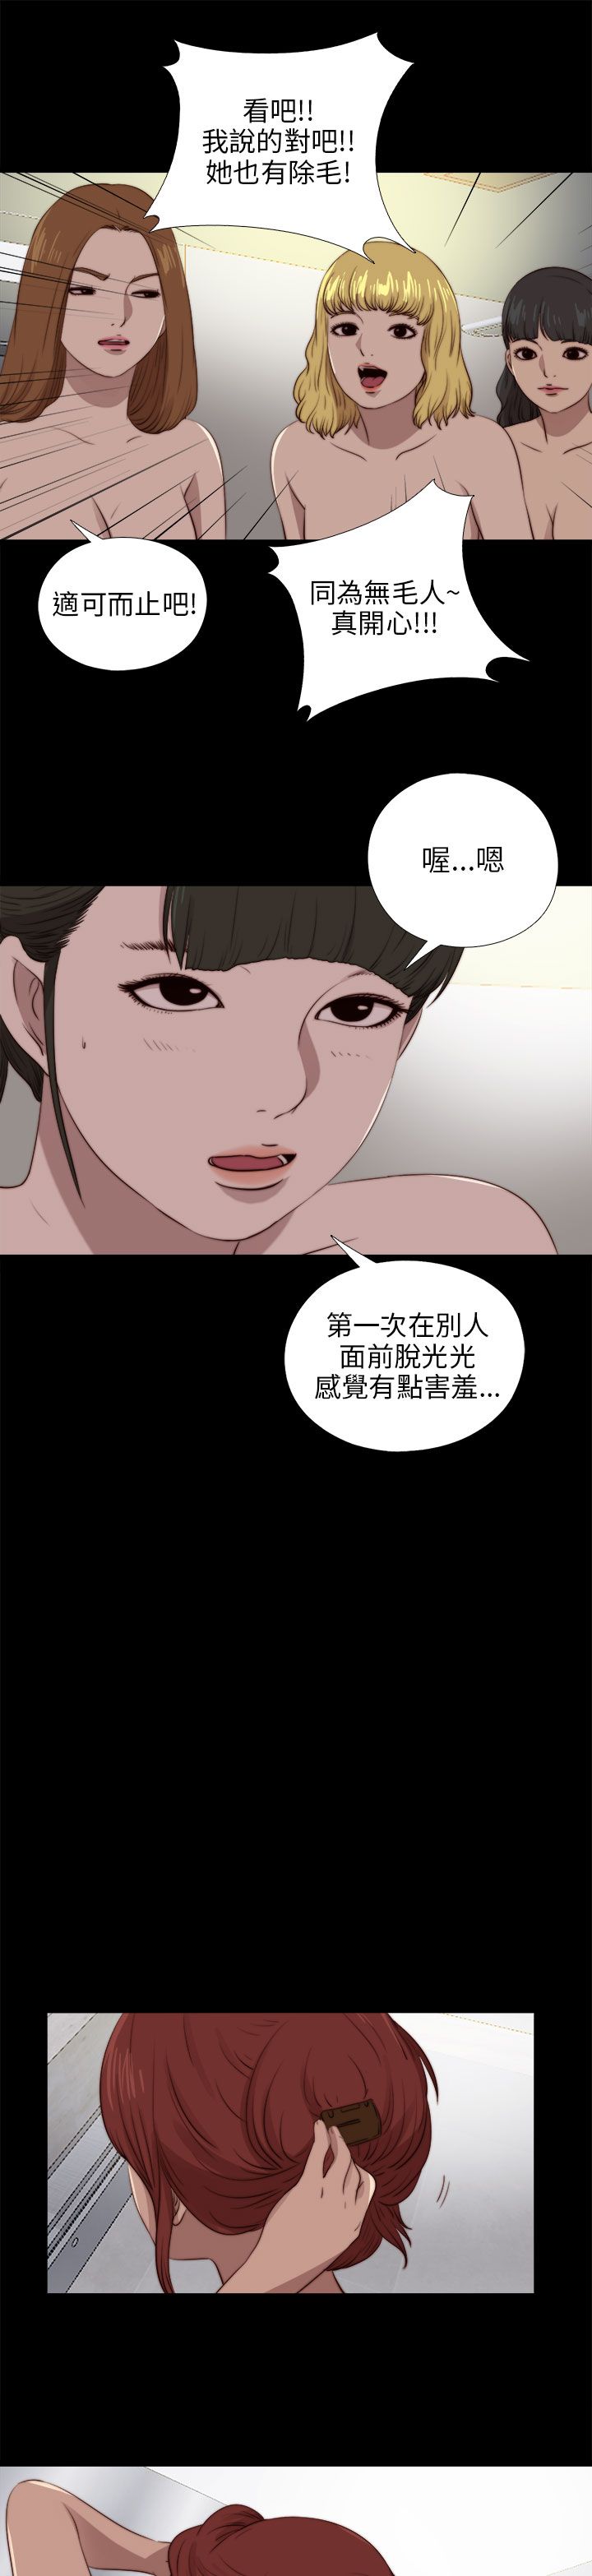 看吧!!
我說的對吧!!
她也有除毛!
適可而止吧!
同為無毛人~
真開心!!!
喔...嗯
第一次在別人
面前脫光光
感覺有點害羞...